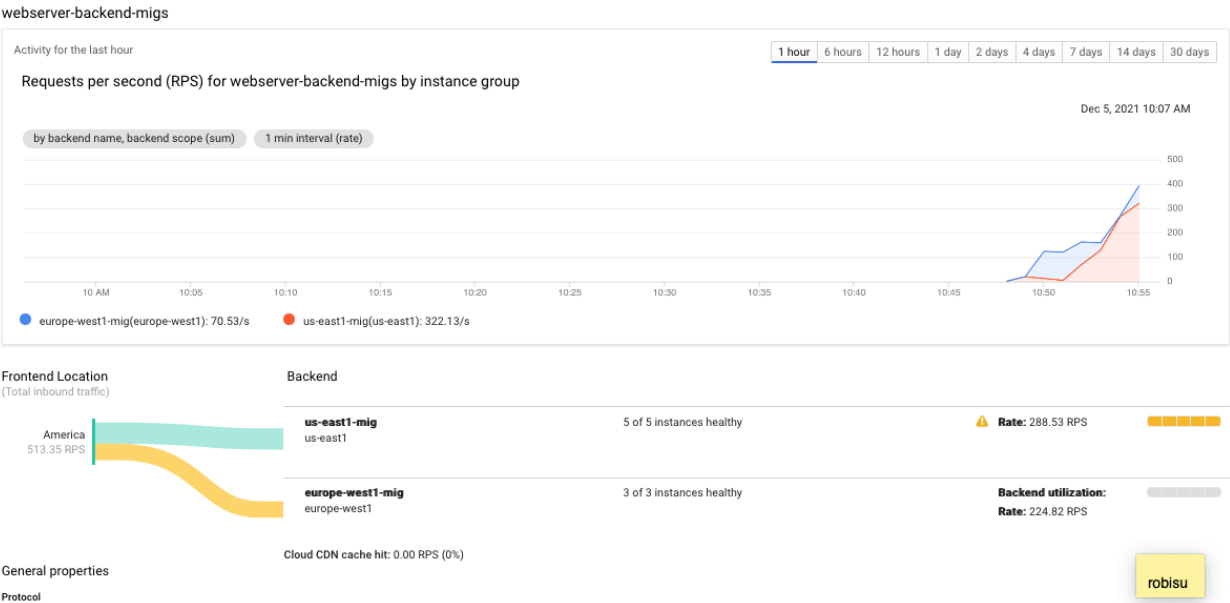 webserver-backend-migs
Activity for the last hour
1 hour 6 hours 12 hours 1 day 2 days 4 days 7 days 14 days 30 days
Requests per second (RPS) for webserver-backend-migs by instance group
Dec 5, 2021 10:07 AM
by backend name, backend scope (sum) 1 min interval (rate)
500
400
300
200
100
0
10 AM 10:05 10:10 10:15 10:20 10:25 10:30 10:35 10:40 10:45 10:50 10:55
europe-west1-mig(europe-west1): 70.53/s us-east1-mig(us-east1): 322.13/s
Frontend Location Backend
(Total inbound traffic)
America
513.35 RPS
us-east1-mig 5 of 5 instances healthy Rate: 288.53 RPS
us-east1
europe-west1-mig 3 of 3 instances healthy Backend utilization:
europe-west1 Rate: 224.82 RPS
Cloud CDN cache hit: 0.00 RPS (0%)
General properties
robisu
Protocol